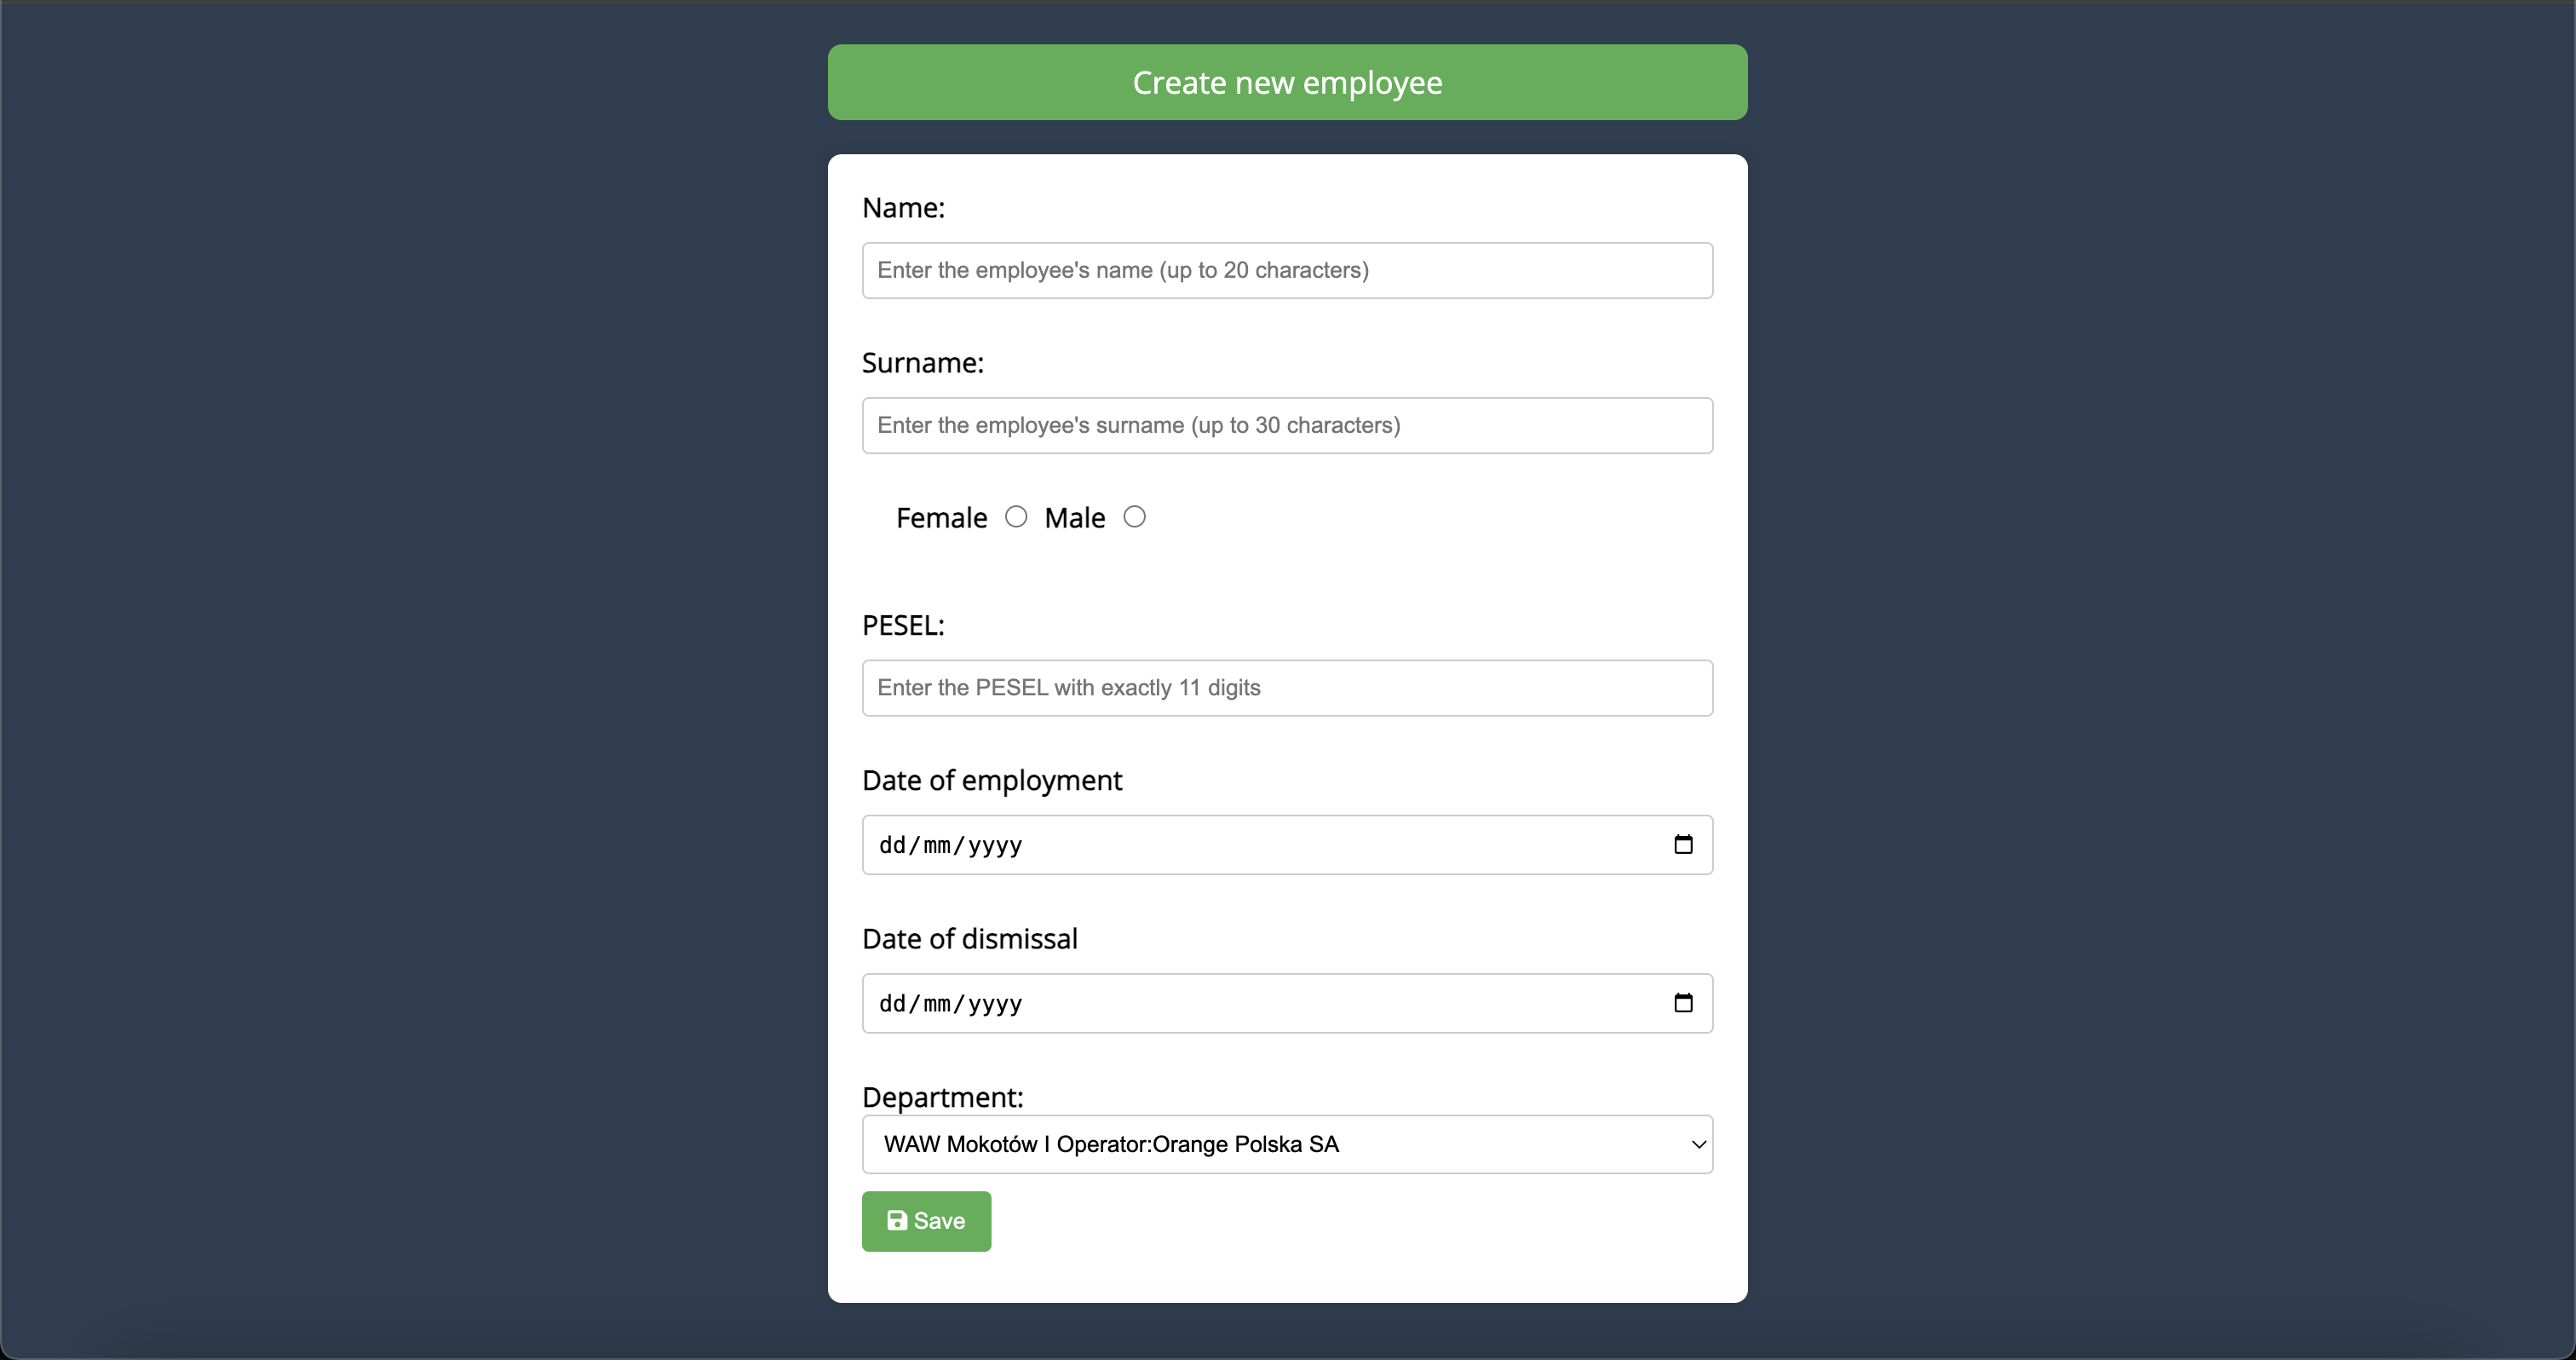 Create new employee
Name:
Enter the employee's name (up to 20 characters)
Surname:
Enter the employee's surname (up to 30 characters)
Female Male
PESEL:
Enter the PESEL with exactly 11 digits
Date of employment
dd/mm/yyyy
Date of dismissal
dd/mm/yyyy
Department:
WAW Mokotów I Operator:Orange Polska SA
Save